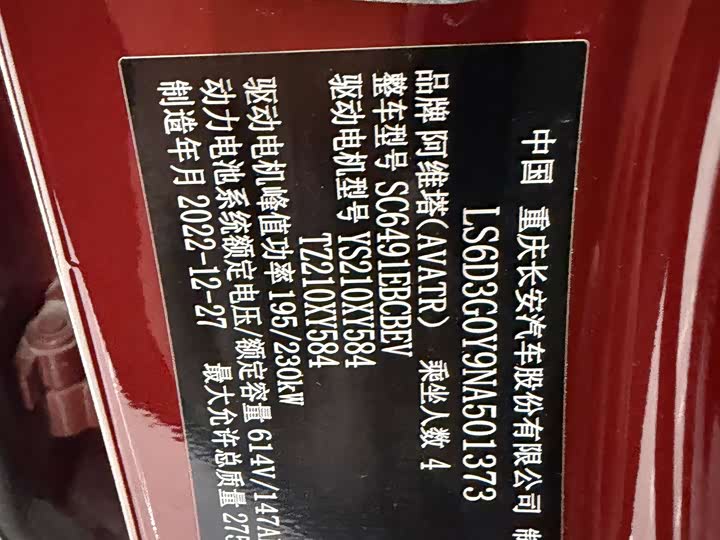 中国 重庆长安汽车股份有限公司 制
LS6D3G0Y9NA501373
品牌 阿维塔(AVATR) 乘坐人数 4
整车型号 SC6491EBCBEV
驱动电机型号 YS210XY584
TZ210XY584
驱动电机峰值功率 195/230kW
动力电池系统额定电压/额定容量 614V/147A
制造年月 2022-12-27 最大允许总质量 275